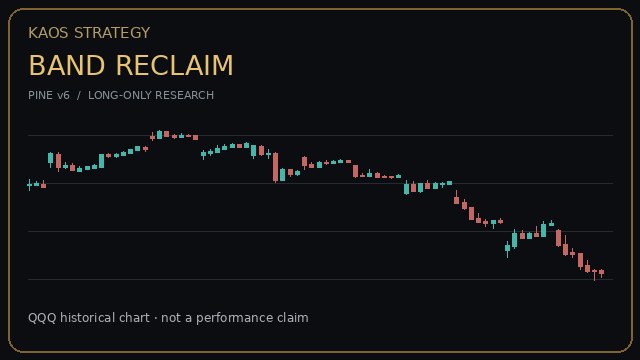 KAOS STRATEGY
BAND RECLAIM
PINE v6 / LONG-ONLY RESEARCH
QQQ historical chart · not a performance claim